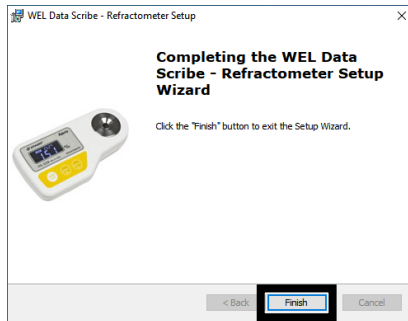 WEL Data Scribe - Refractometer Setup
Completing the WEL Data
Scribe - Refractometer Setup
Wizard
Click the "Finish" button to exit the Setup Wizard.
< Back Finish Cancel